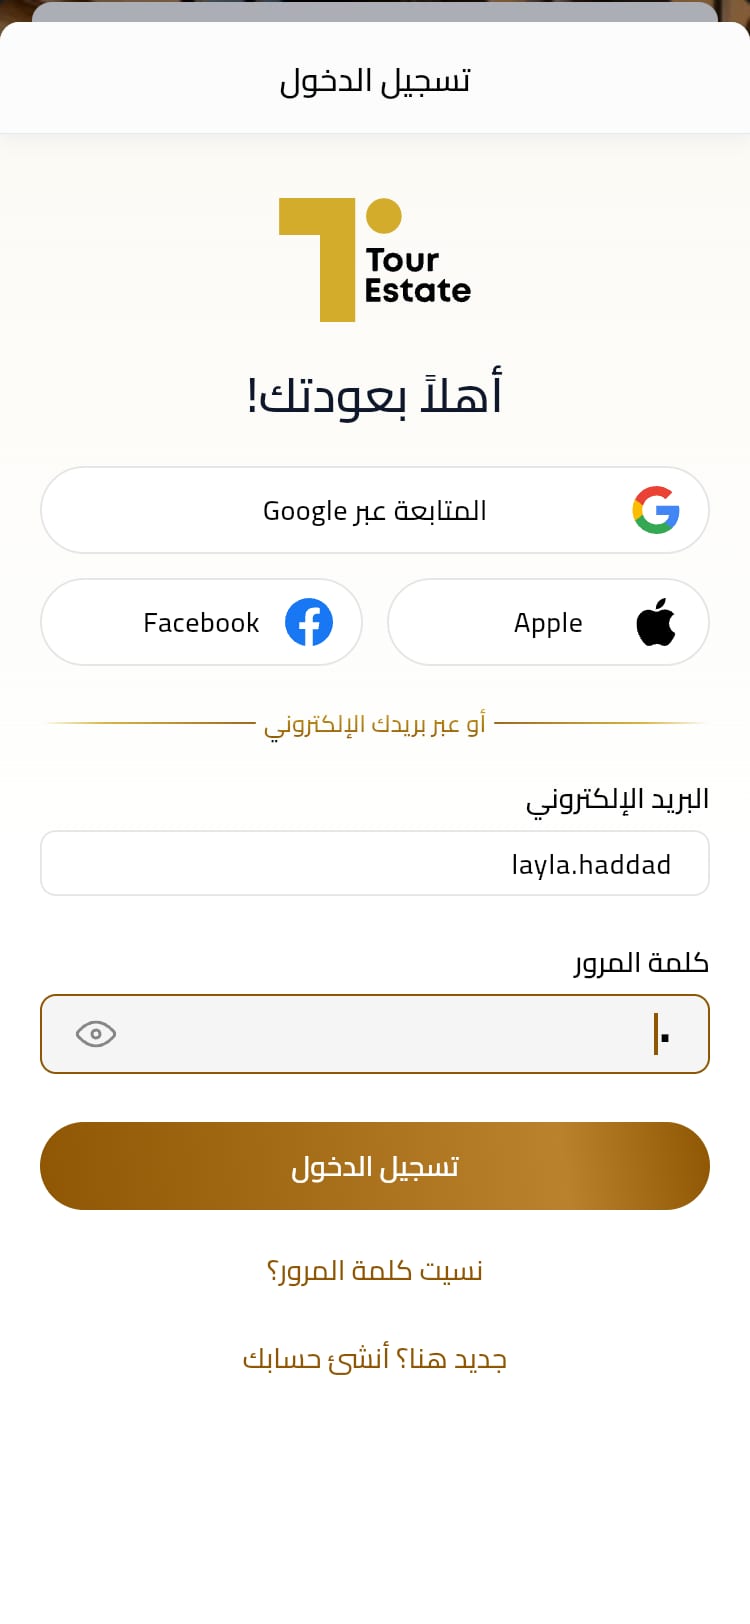 تسجيل الدخول
Tour
Estate
أهلاً بعودتك!
المتابعة عبر Google
Apple
Facebook
أو عبر بريدك الإلكتروني
البريد الإلكتروني
layla.haddad
كلمة المرور
تسجيل الدخول
نسيت كلمة المرور؟
جديد هنا؟ أنشئ حسابك